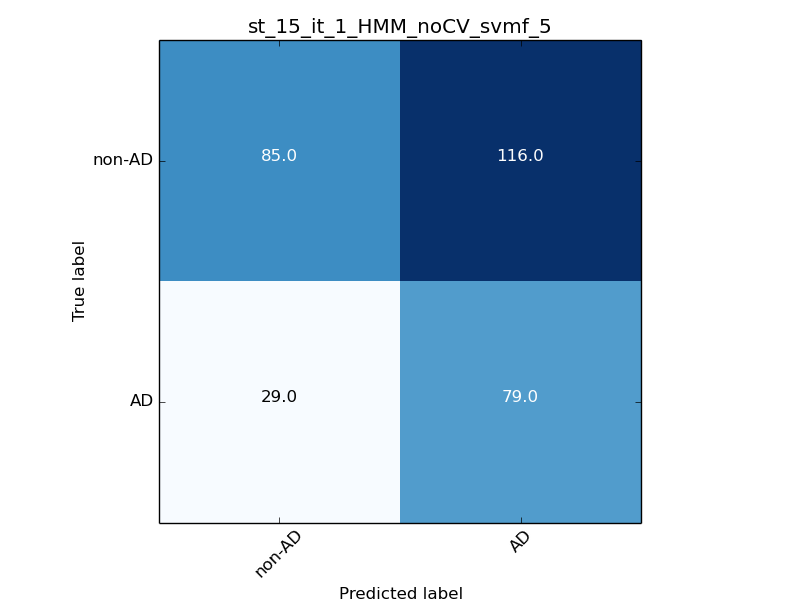 st_15_it_1_HMM_noCV_svmf_5
non-AD
85.0
116.0
True label
AD
29.0
79.0
non-AD
AD
Predicted label